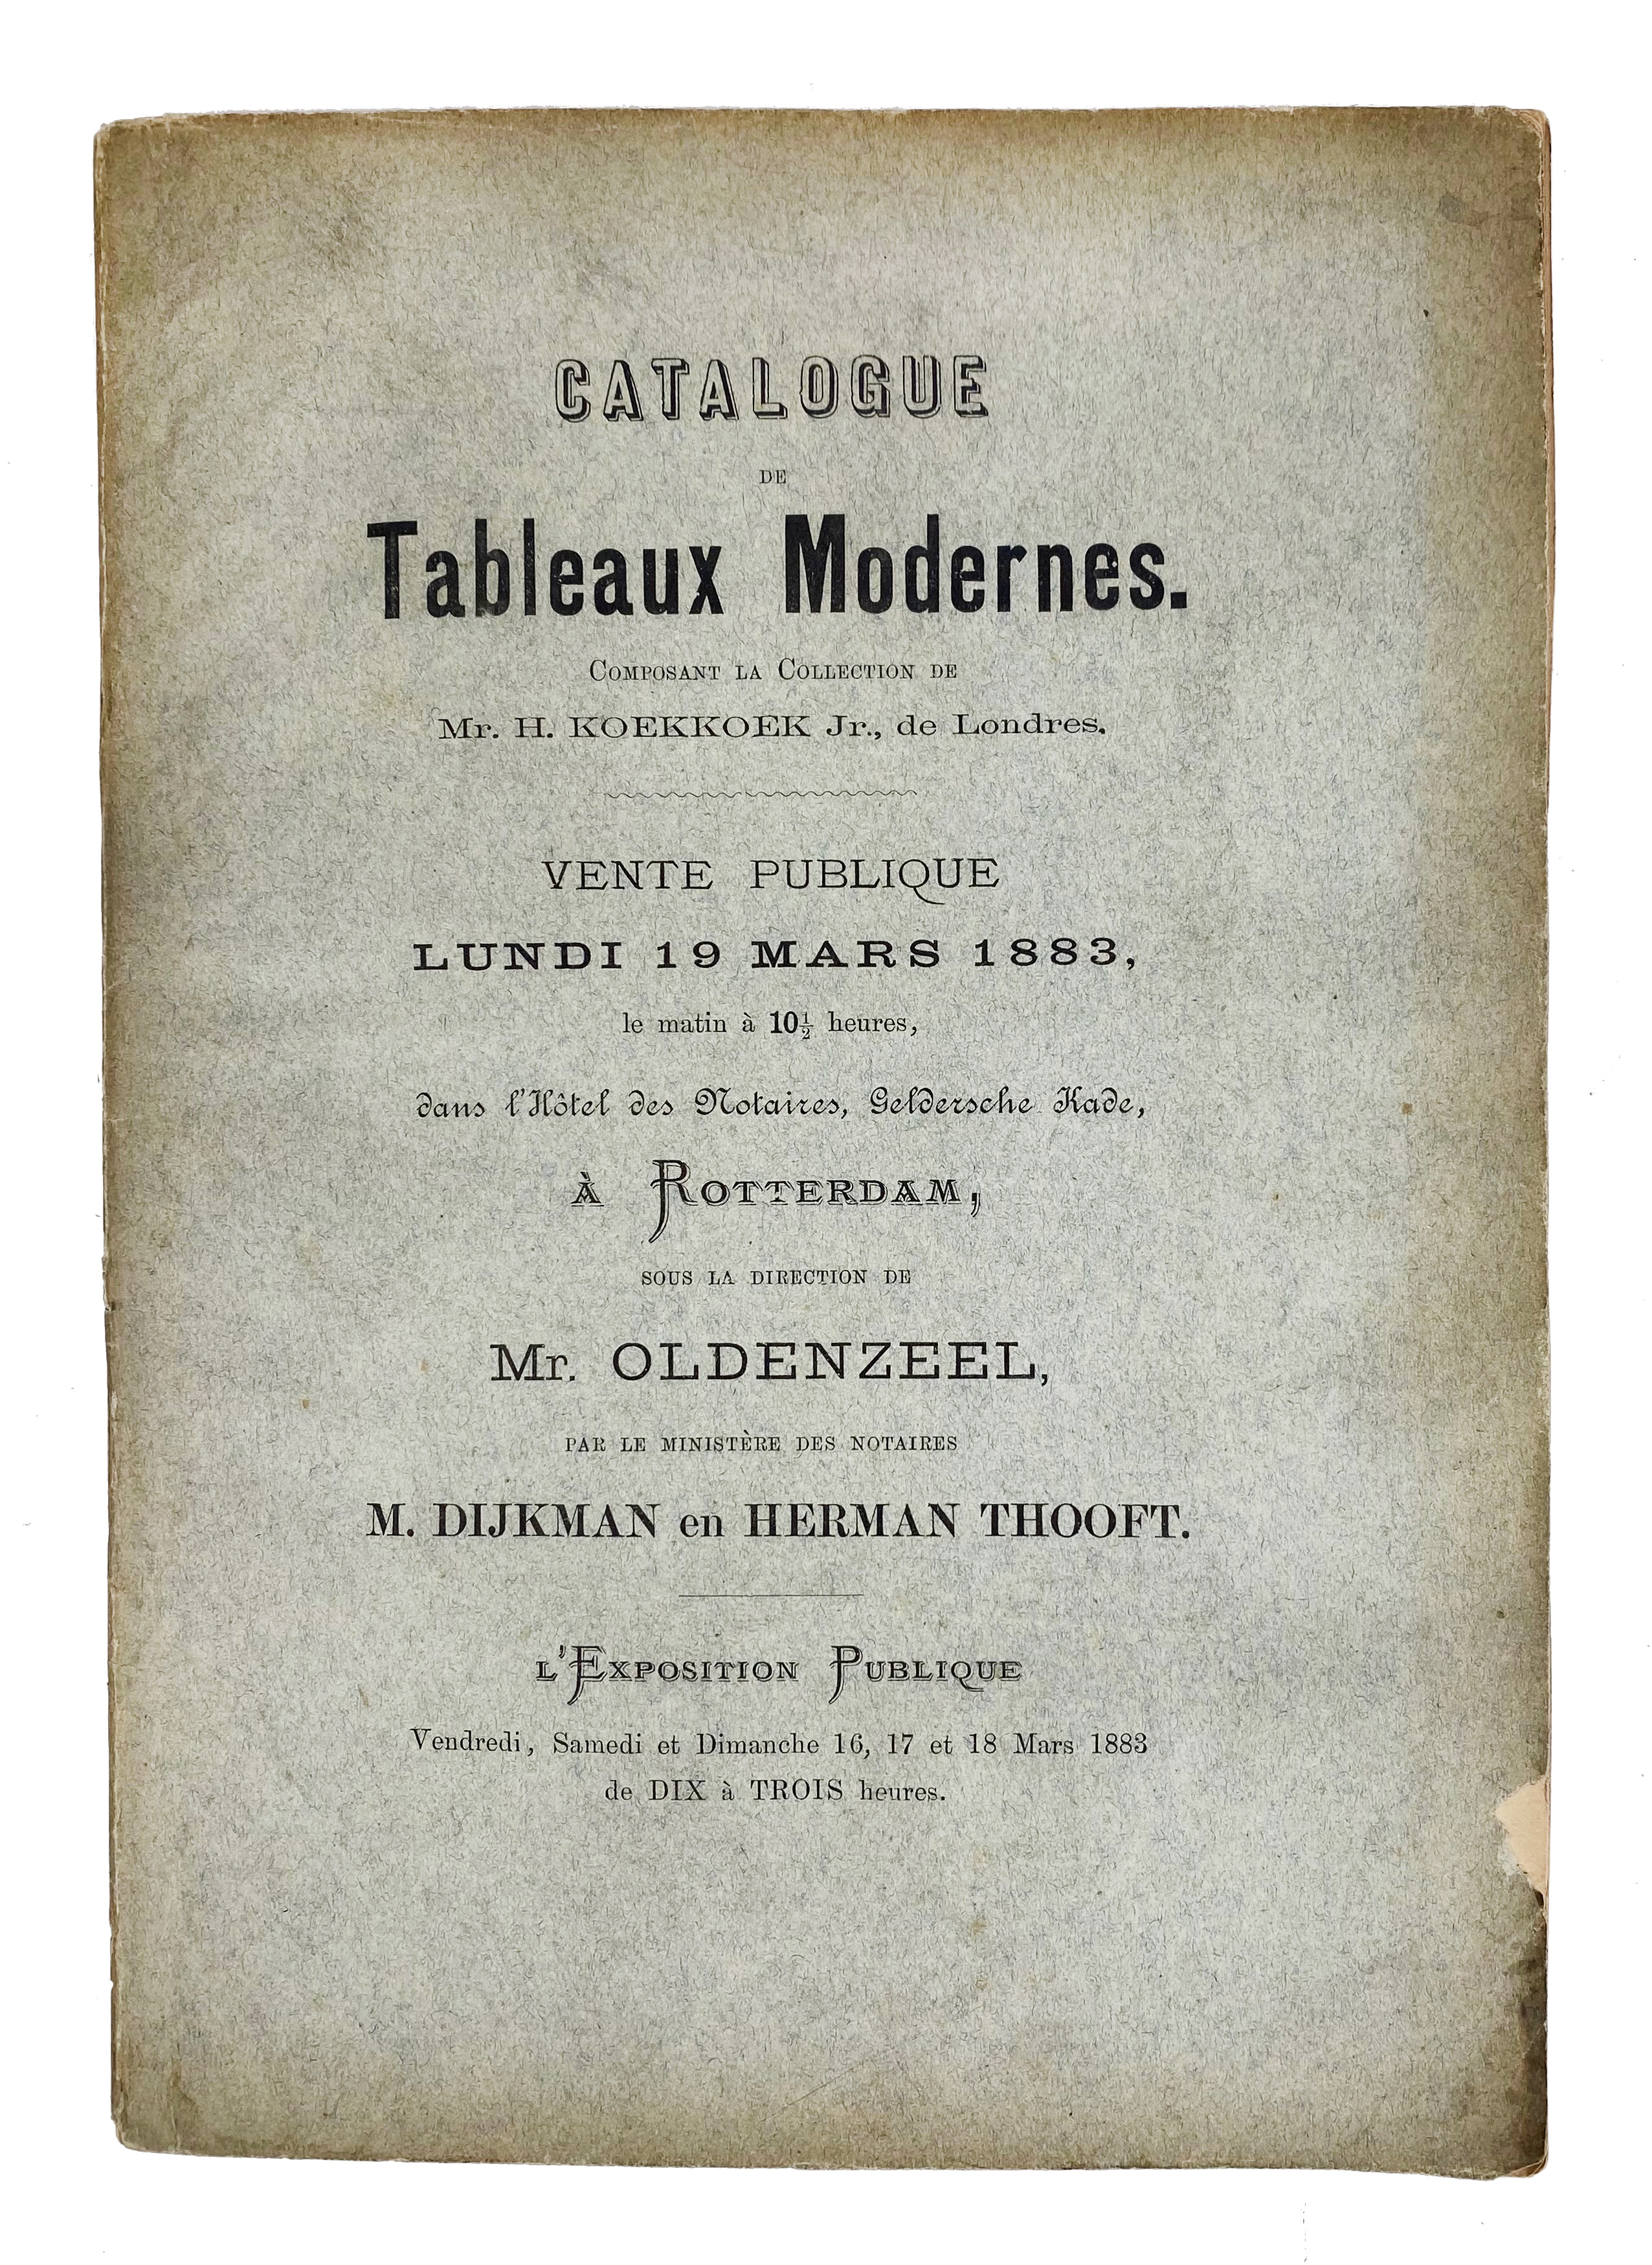 CATALOGUE
DE
Tableaux Modernes.
Composant la Collection de
Mr. H. KOEKKOEK Jr., de Londres.
VENTE PUBLIQUE
LUNDI 19 MARS 1883,
le matin à 10½ heures,
dans l'Hôtel des Notaires, Geldersche Kade,
à Rotterdam,
SOUS LA DIRECTION DE
Mr. OLDENZEEL,
PAR LE MINISTÈRE DES NOTAIRES
M. DIJKMAN en HERMAN THOOFT.
L'Exposition Publique
Vendredi, Samedi et Dimanche 16, 17 et 18 Mars 1883
de DIX à TROIS heures.